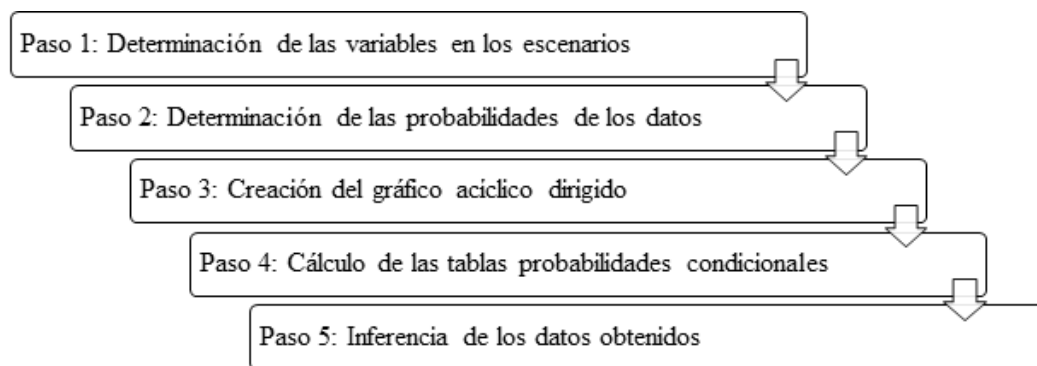 Paso 1: Determinación de las variables en los escenarios
Paso 2: Determinación de las probabilidades de los datos
Paso 3: Creación del gráfico acíclico dirigido
Paso 4: Cálculo de las tablas probabilidades condicionales
Paso 5: Inferencia de los datos obtenidos